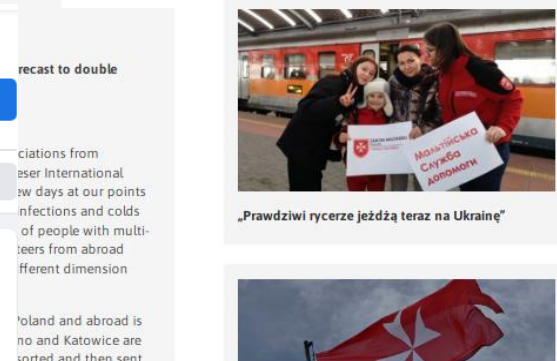 recast to double
ciations from
eser International
ew days at our points
infections and colds
of people with multi-
teers from abroad
fferent dimension
Poland and abroad is
no and Katowice are
sorted and then sent
Мальтійська
Служба
допомоги
„Prawdziwi rycerze jeżdżą teraz na Ukrainę”